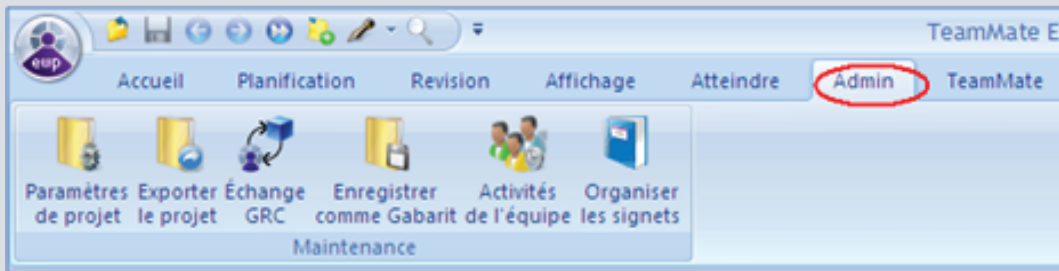 TeamMate E
eup
Accueil Planification Revision Affichage Atteindre Admin TeamMate
Paramètres Exporter Échange Enregistrer Activités Organiser
de projet le projet GRC comme Gabarit de l'équipe les signets
Maintenance